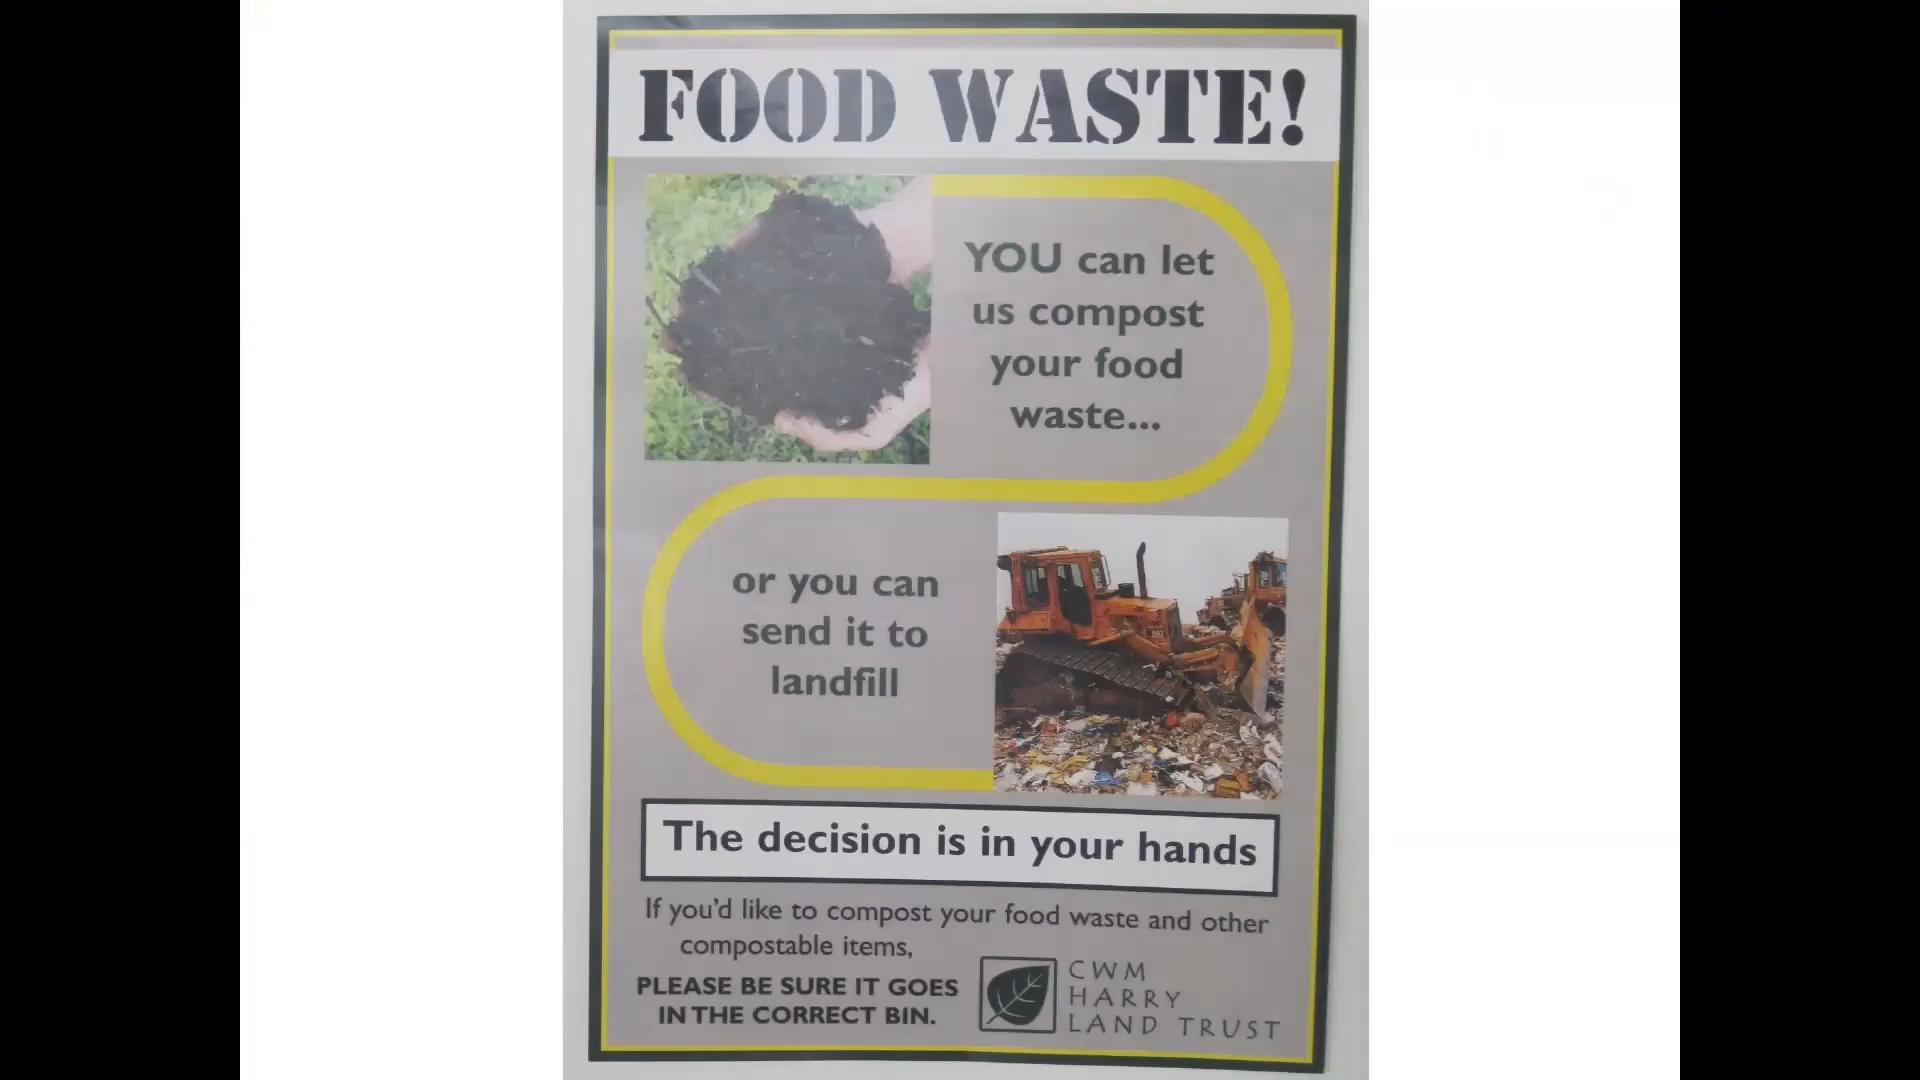 FOOD WASTE!
YOU can let
us compost
your food
waste...
or you can
send it to
landfill
The decision is in your hands
If you'd like to compost your food waste and other
compostable items,
PLEASE BE SURE IT GOES
IN THE CORRECT BIN.
CWM
HARRY
LAND TRUST